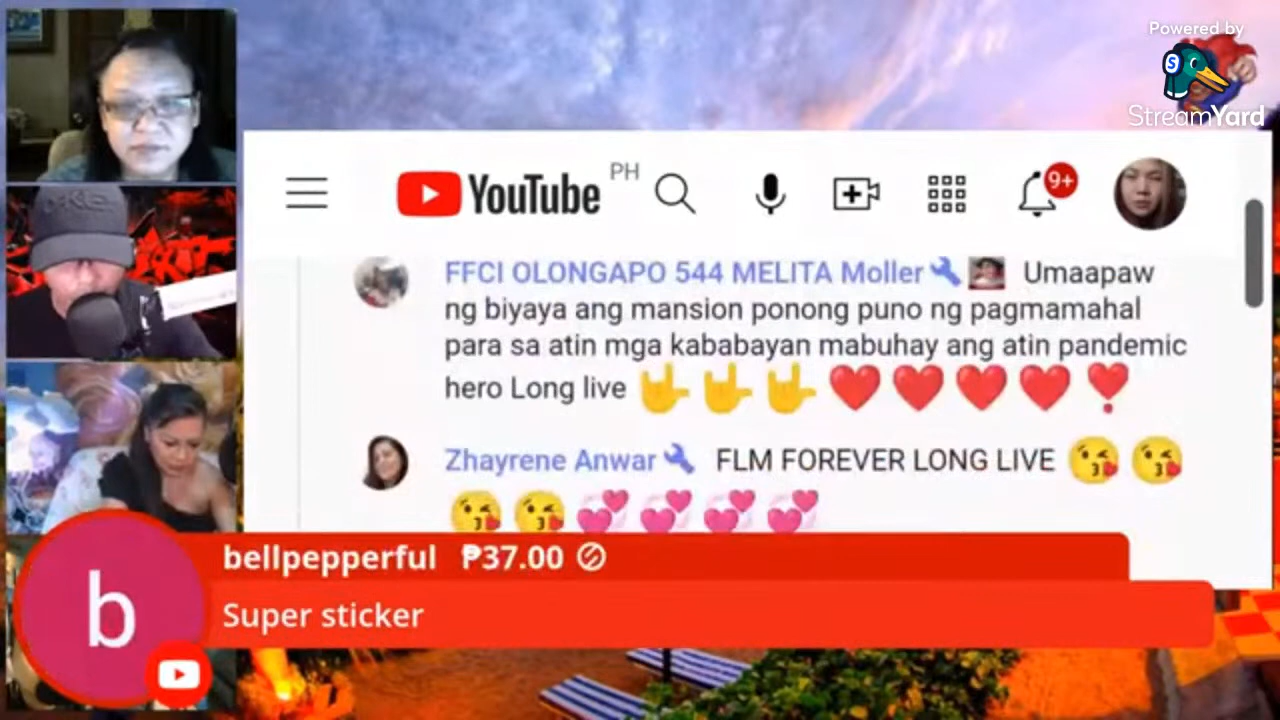 Powered by
StreamYard
YouTube PH
9+
FFCI OLONGAPO 544 MELITA Moller Umaapaw
ng biyaya ang mansion ponong puno ng pagmamahal
para sa atin mga kababayan mabuhay ang atin pandemic
hero Long live 🤟🤟🤟❤️❤️❤️❤️❣️
Zhayrene Anwar FLM FOREVER LONG LIVE 😘😘
😘😘💞💞💞💞
bellpepperful ₱37.00
Super sticker
b